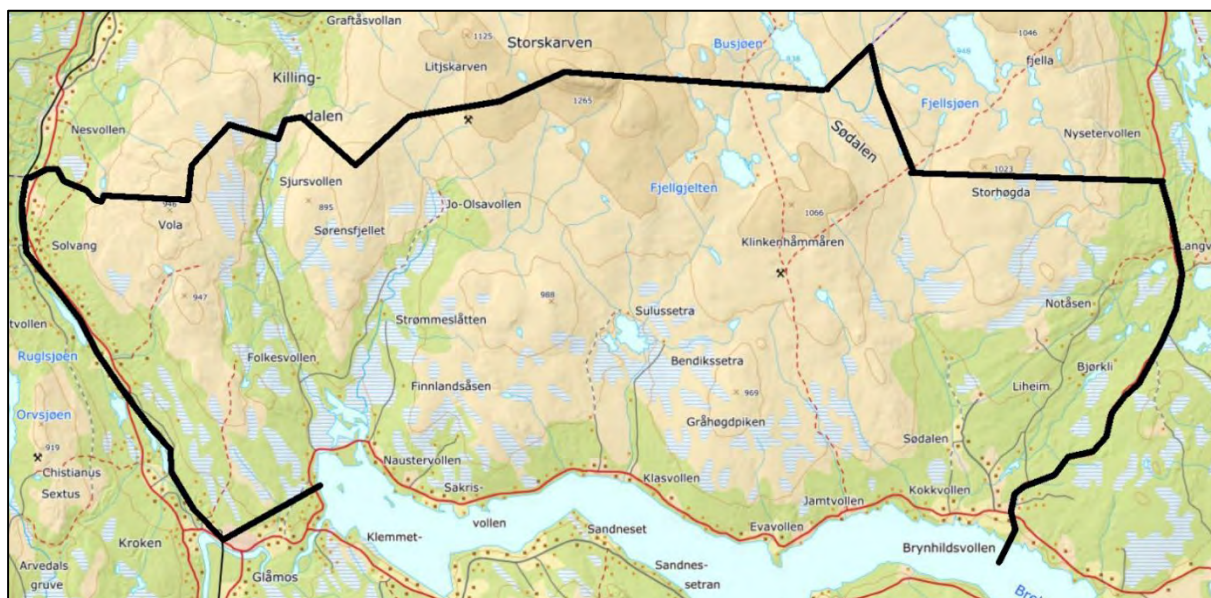 Graftåsvollen
1125
Storskarven
Busjøen
838
948
1046
fjella
Litjskarven
Killing-
dalen
1265
Fjellsjøen
Nesvollen
Nysetervollen
Sødalen
Sjursvollen
Fjellgjelten
1023
Storhøgda
946
895
Jo-Olsavollen
Vola
Sørensfjellet
1066
Solvang
Klinkenhåmmåren
Langv
947
988
Notåsen
tvollen
Strømmeslåtten
Sulussetra
Ruglsjøen
Folkesvollen
Bendikssetra
Bjørkli
Finnlandsåsen
Liheim
969
Orvsjøen
Gråhøgdpiken
919
Sødalen
Naustervollen
Chistianus
Sextus
Klasvollen
Sakris-
vollen
Kokkvollen
Jamtvollen
Sandneset
Evavollen
Kroken
Klemmet-
Brynhildsvollen
Arvedals
gruve
Glåmos
Sandnes-
setran